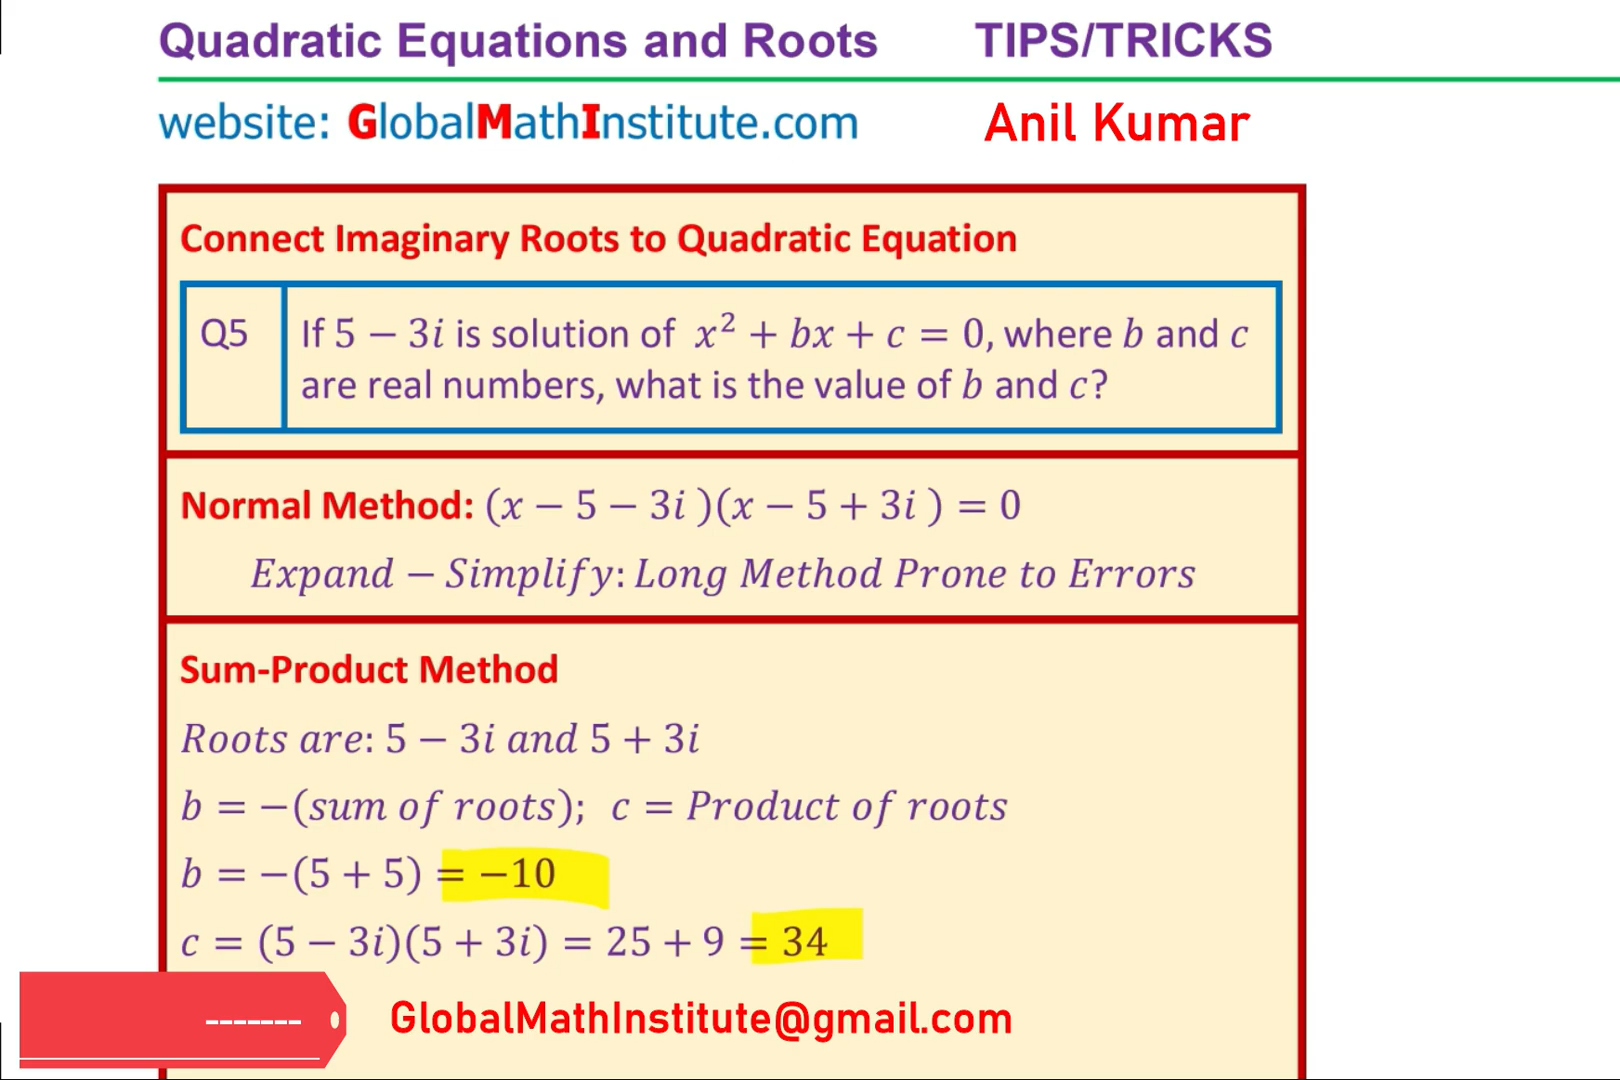 Quadratic Equations and Roots TIPS/TRICKS
website: GlobalMathInstitute.com Anil Kumar
Connect Imaginary Roots to Quadratic Equation
Q5 If 5 − 3i is solution of x² + bx + c = 0, where b and c
are real numbers, what is the value of b and c?
Normal Method: (x − 5 − 3i )(x − 5 + 3i ) = 0
Expand − Simplify: Long Method Prone to Errors
Sum-Product Method
Roots are: 5 − 3i and 5 + 3i
b = −(sum of roots); c = Product of roots
b = −(5 + 5) = −10
c = (5 − 3i)(5 + 3i) = 25 + 9 = 34
-------
GlobalMathInstitute@gmail.com